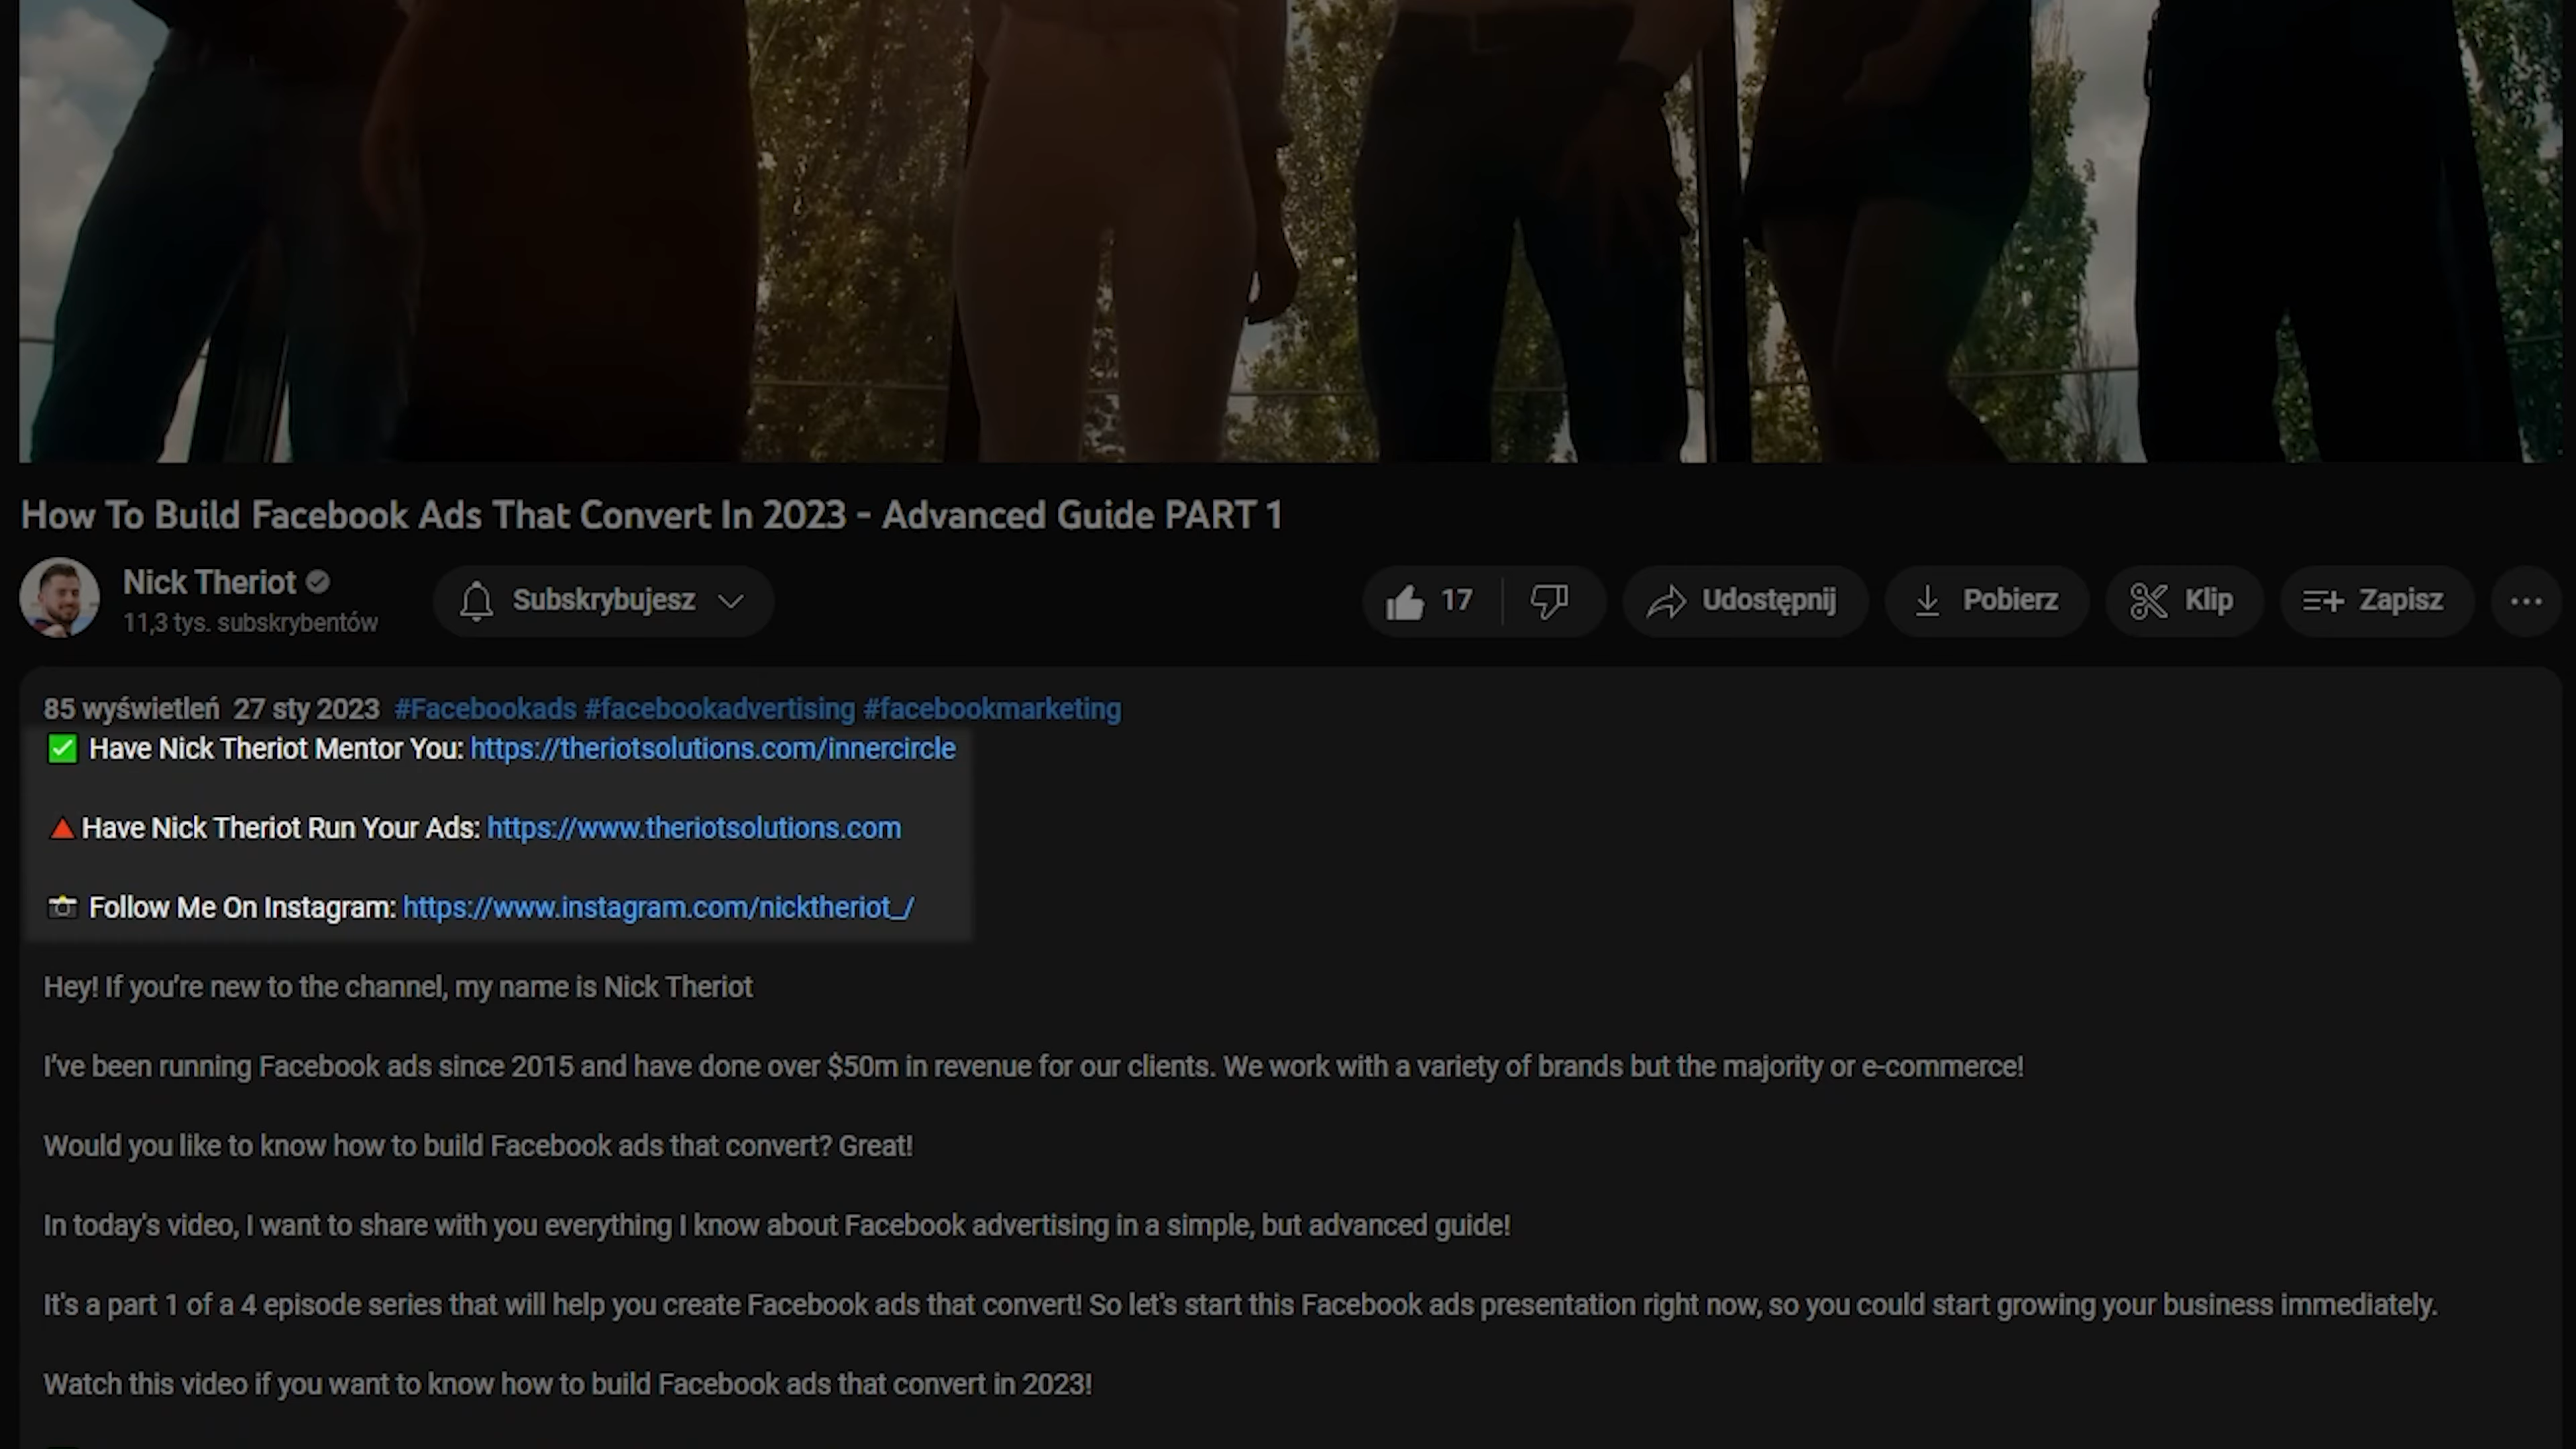 How To Build Facebook Ads That Convert In 2023 - Advanced Guide PART 1
Nick Theriot
11,3 tys. subskrybentów
Subskrybujesz
17
Udostępnij
Pobierz
Klip
Zapisz
85 wyświetleń 27 sty 2023 #Facebookads #facebookadvertising #facebookmarketing
✅ Have Nick Theriot Mentor You: https://theriotsolutions.com/innercircle
🔺Have Nick Theriot Run Your Ads: https://www.theriotsolutions.com
📸 Follow Me On Instagram: https://www.instagram.com/nicktheriot_/
Hey! If you’re new to the channel, my name is Nick Theriot
I’ve been running Facebook ads since 2015 and have done over $50m in revenue for our clients. We work with a variety of brands but the majority or e-commerce!
Would you like to know how to build Facebook ads that convert? Great!
In today's video, I want to share with you everything I know about Facebook advertising in a simple, but advanced guide!
It's a part 1 of a 4 episode series that will help you create Facebook ads that convert! So let's start this Facebook ads presentation right now, so you could start growing your business immediately.
Watch this video if you want to know how to build Facebook ads that convert in 2023!